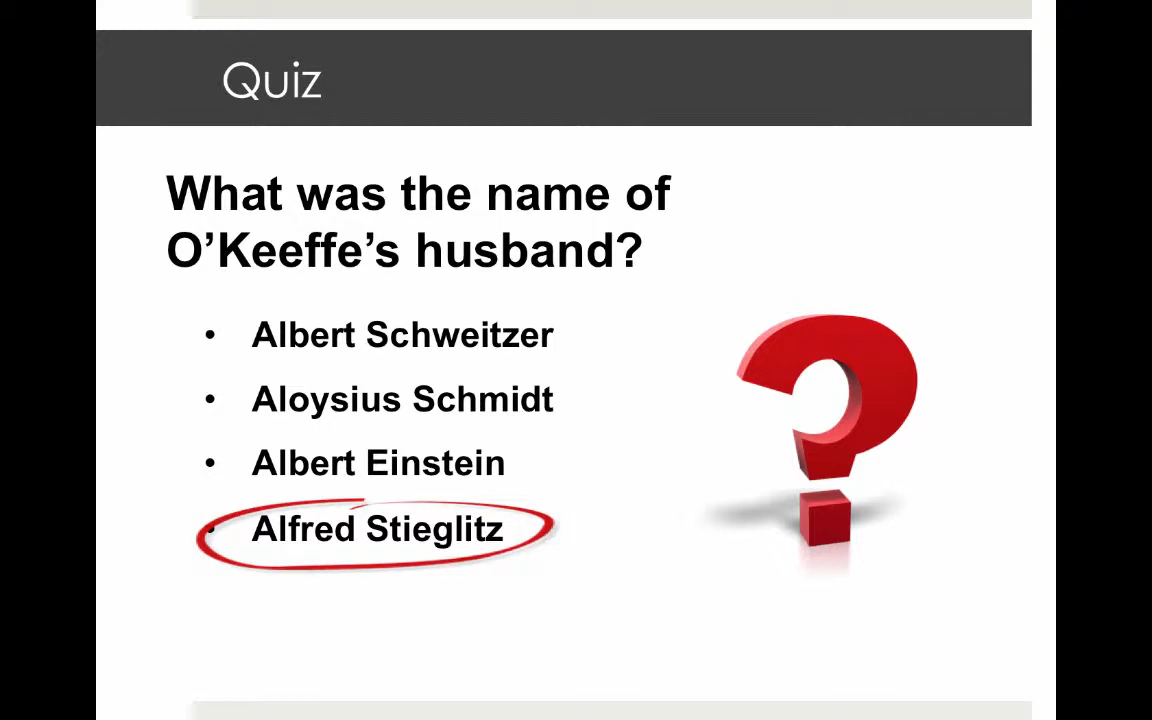 Quiz
What was the name of
O’Keeffe’s husband?
• Albert Schweitzer
• Aloysius Schmidt
• Albert Einstein
• Alfred Stieglitz
?